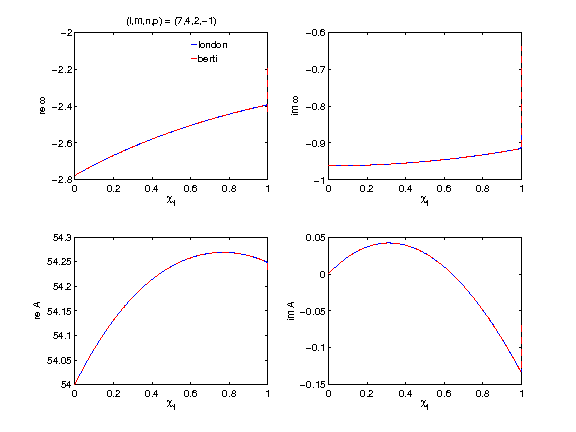 (l,m,n,p) = (7,4,2,−1)
london
berti
−2
−2.2
−2.4
−2.6
−2.8
re ω
0 0.2 0.4 0.6 0.8 1
χf
−0.6
−0.7
−0.8
−0.9
−1
im ω
0 0.2 0.4 0.6 0.8 1
χf
54.3
54.25
54.2
54.15
54.1
54.05
54
re A
0 0.2 0.4 0.6 0.8 1
χf
0.05
0
−0.05
−0.1
−0.15
im A
0 0.2 0.4 0.6 0.8 1
χf